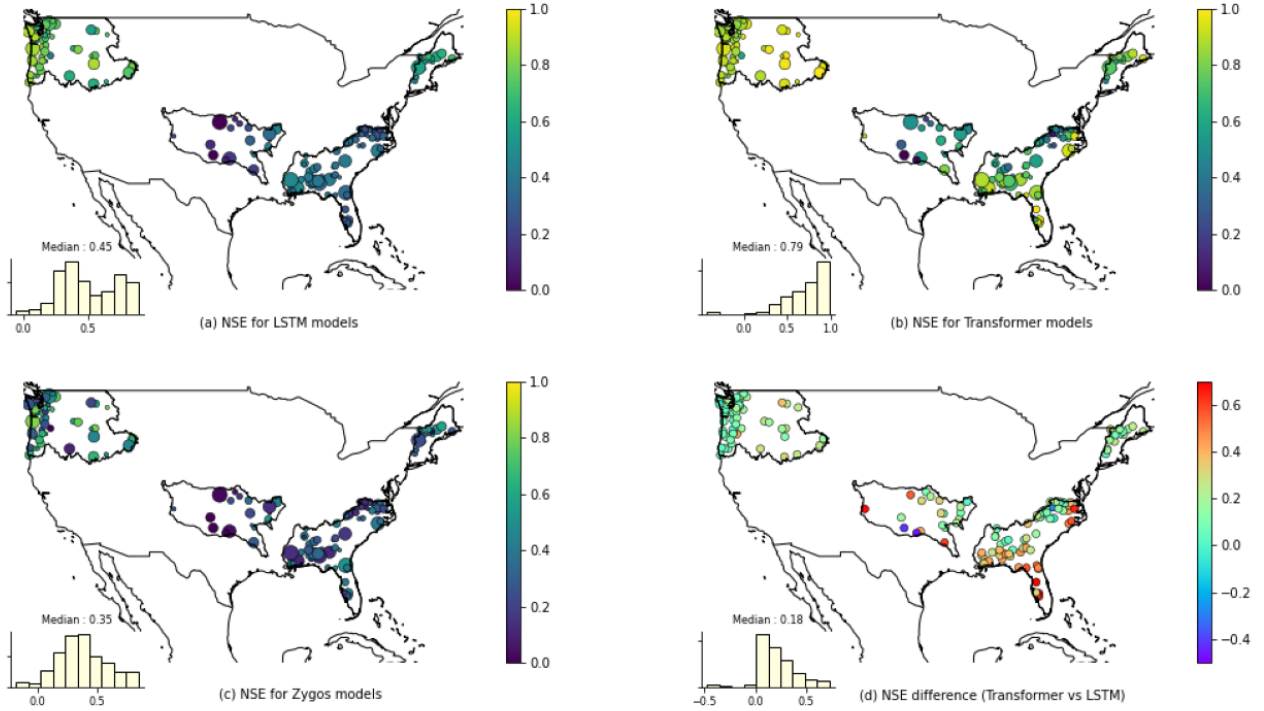 1.0
0.8
0.6
0.4
0.2
0.0
Median : 0.45
0.0 0.5
(a) NSE for LSTM models
1.0
0.8
0.6
0.4
0.2
0.0
Median : 0.79
0.0 0.5 1.0
(b) NSE for Transformer models
1.0
0.8
0.6
0.4
0.2
0.0
Median : 0.35
0.0 0.5
(c) NSE for Zygos models
0.6
0.4
0.2
0.0
−0.2
−0.4
Median : 0.18
−0.5 0.0 0.5
(d) NSE difference (Transformer vs LSTM)